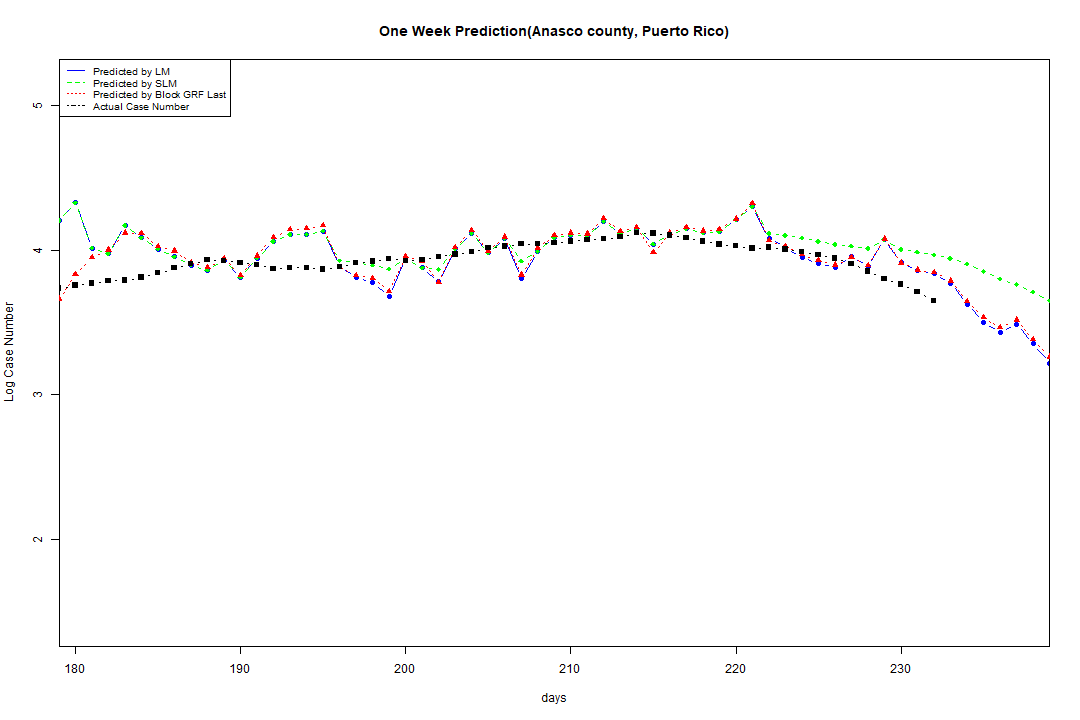 One Week Prediction(Anasco county, Puerto Rico)
Predicted by LM
Predicted by SLM
Predicted by Block GRF Last
Actual Case Number
5
4
3
2
Log Case Number
180 190 200 210 220 230
days